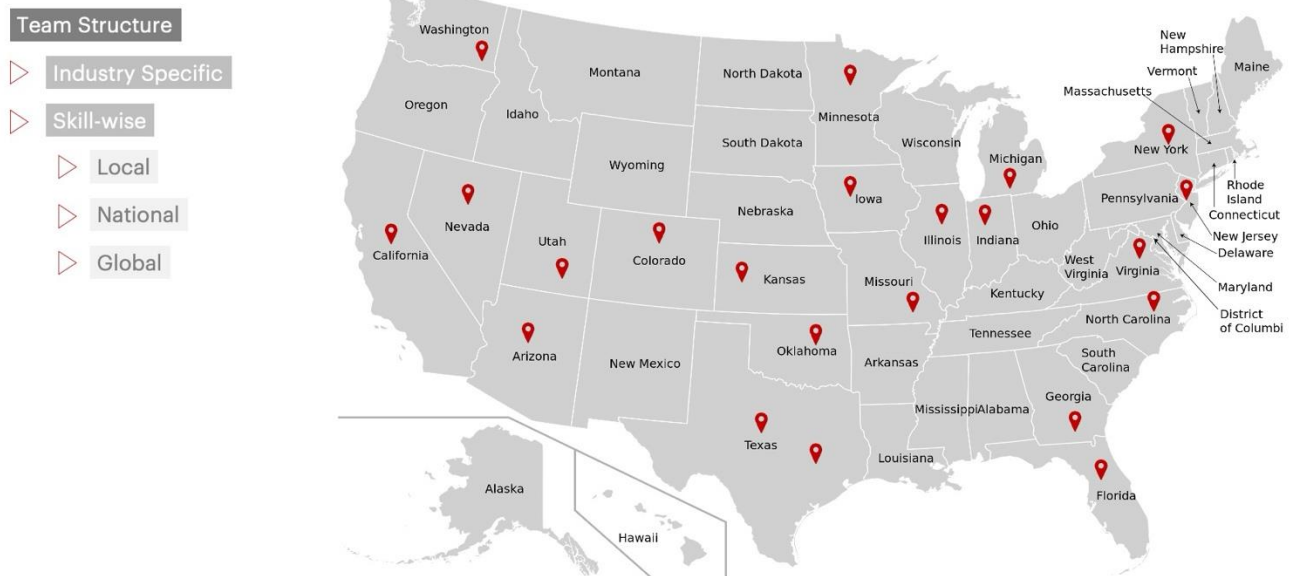 Team Structure
Industry Specific
Skill-wise
Local
National
Global
Washington
Montana
North Dakota
Minnesota
Oregon
Idaho
South Dakota
Wisconsin
Wyoming
Michigan
New
Hampshire
Vermont
Massachusetts
Maine
New York
Nevada
Nebraska
Iowa
Pennsylvania
Rhode
Island
Connecticut
California
Utah
Colorado
Illinois
Indiana
Ohio
New Jersey
Delaware
Kansas
Missouri
West
Virginia
Virginia
Kentucky
Maryland
District
of Columbi
Arizona
New Mexico
Oklahoma
Arkansas
Tennessee
North Carolina
South
Carolina
Texas
Mississippi
Alabama
Georgia
Louisiana
Alaska
Hawaii
Florida